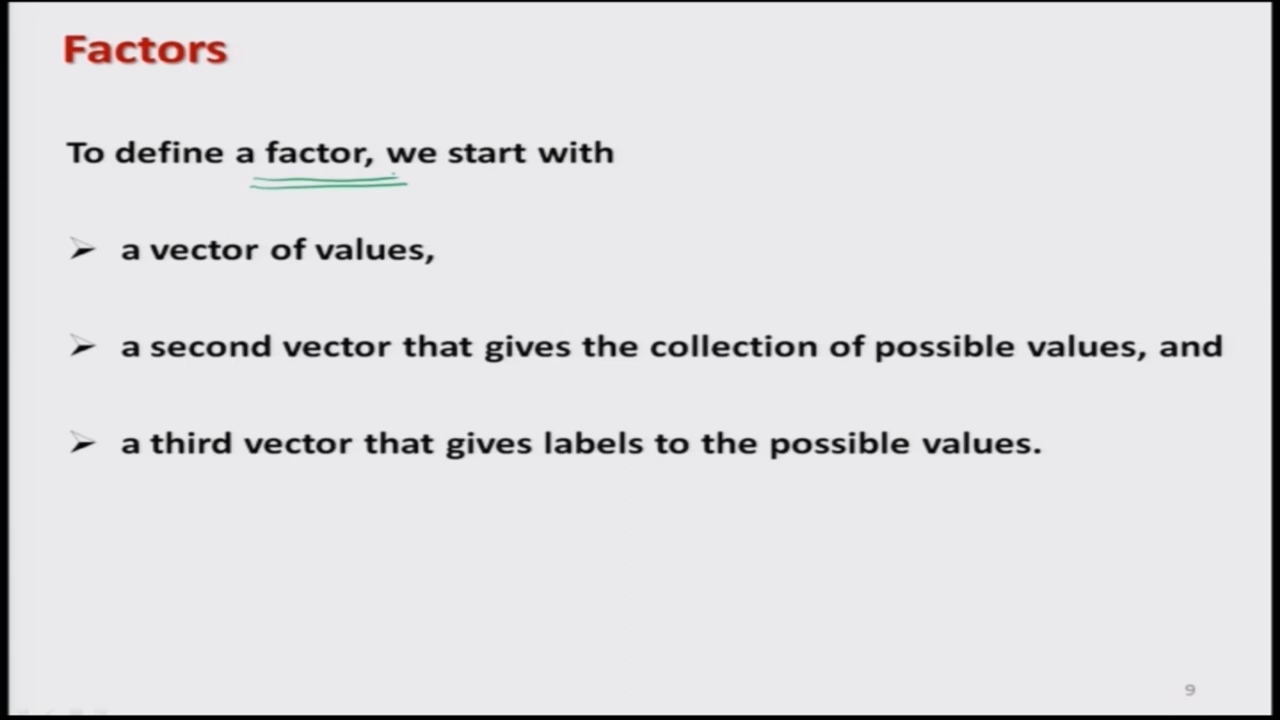 Factors
To define a factor, we start with
➢ a vector of values,
➢ a second vector that gives the collection of possible values, and
➢ a third vector that gives labels to the possible values.
9